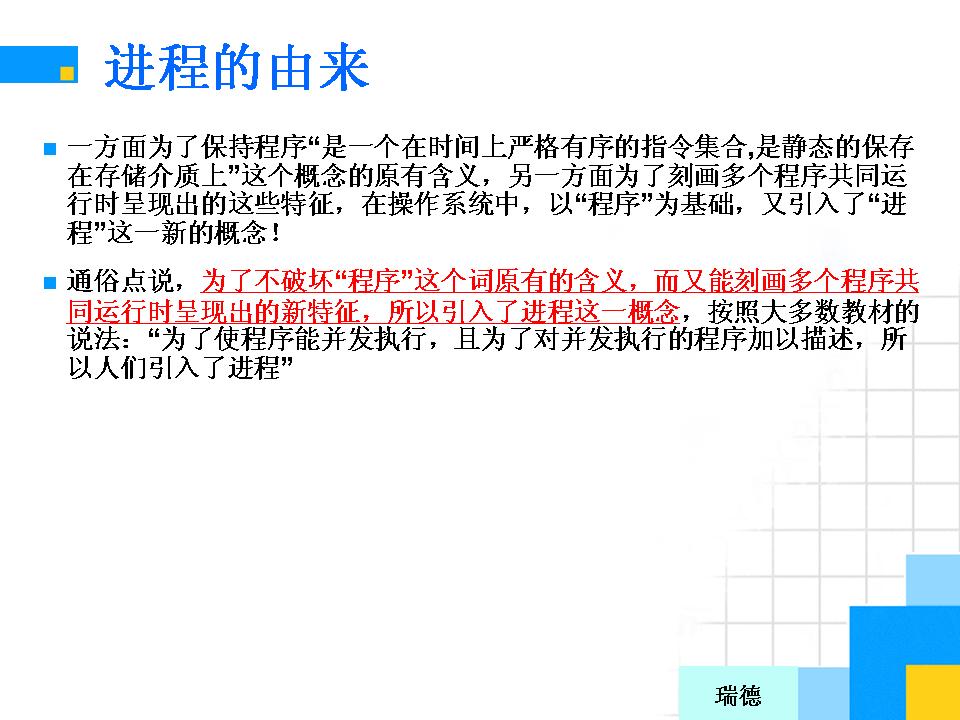 进程的由来
一方面为了保持程序“是一个在时间上严格有序的指令集合,是静态的保存
在存储介质上”这个概念的原有含义，另一方面为了刻画多个程序共同运
行时呈现出的这些特征，在操作系统中，以“程序”为基础，又引入了“进
程”这一新的概念！
通俗点说，为了不破坏“程序”这个词原有的含义，而又能刻画多个程序共
同运行时呈现出的新特征，所以引入了进程这一概念，按照大多数教材的
说法：“为了使程序能并发执行，且为了对并发执行的程序加以描述，所
以人们引入了进程”
瑞德